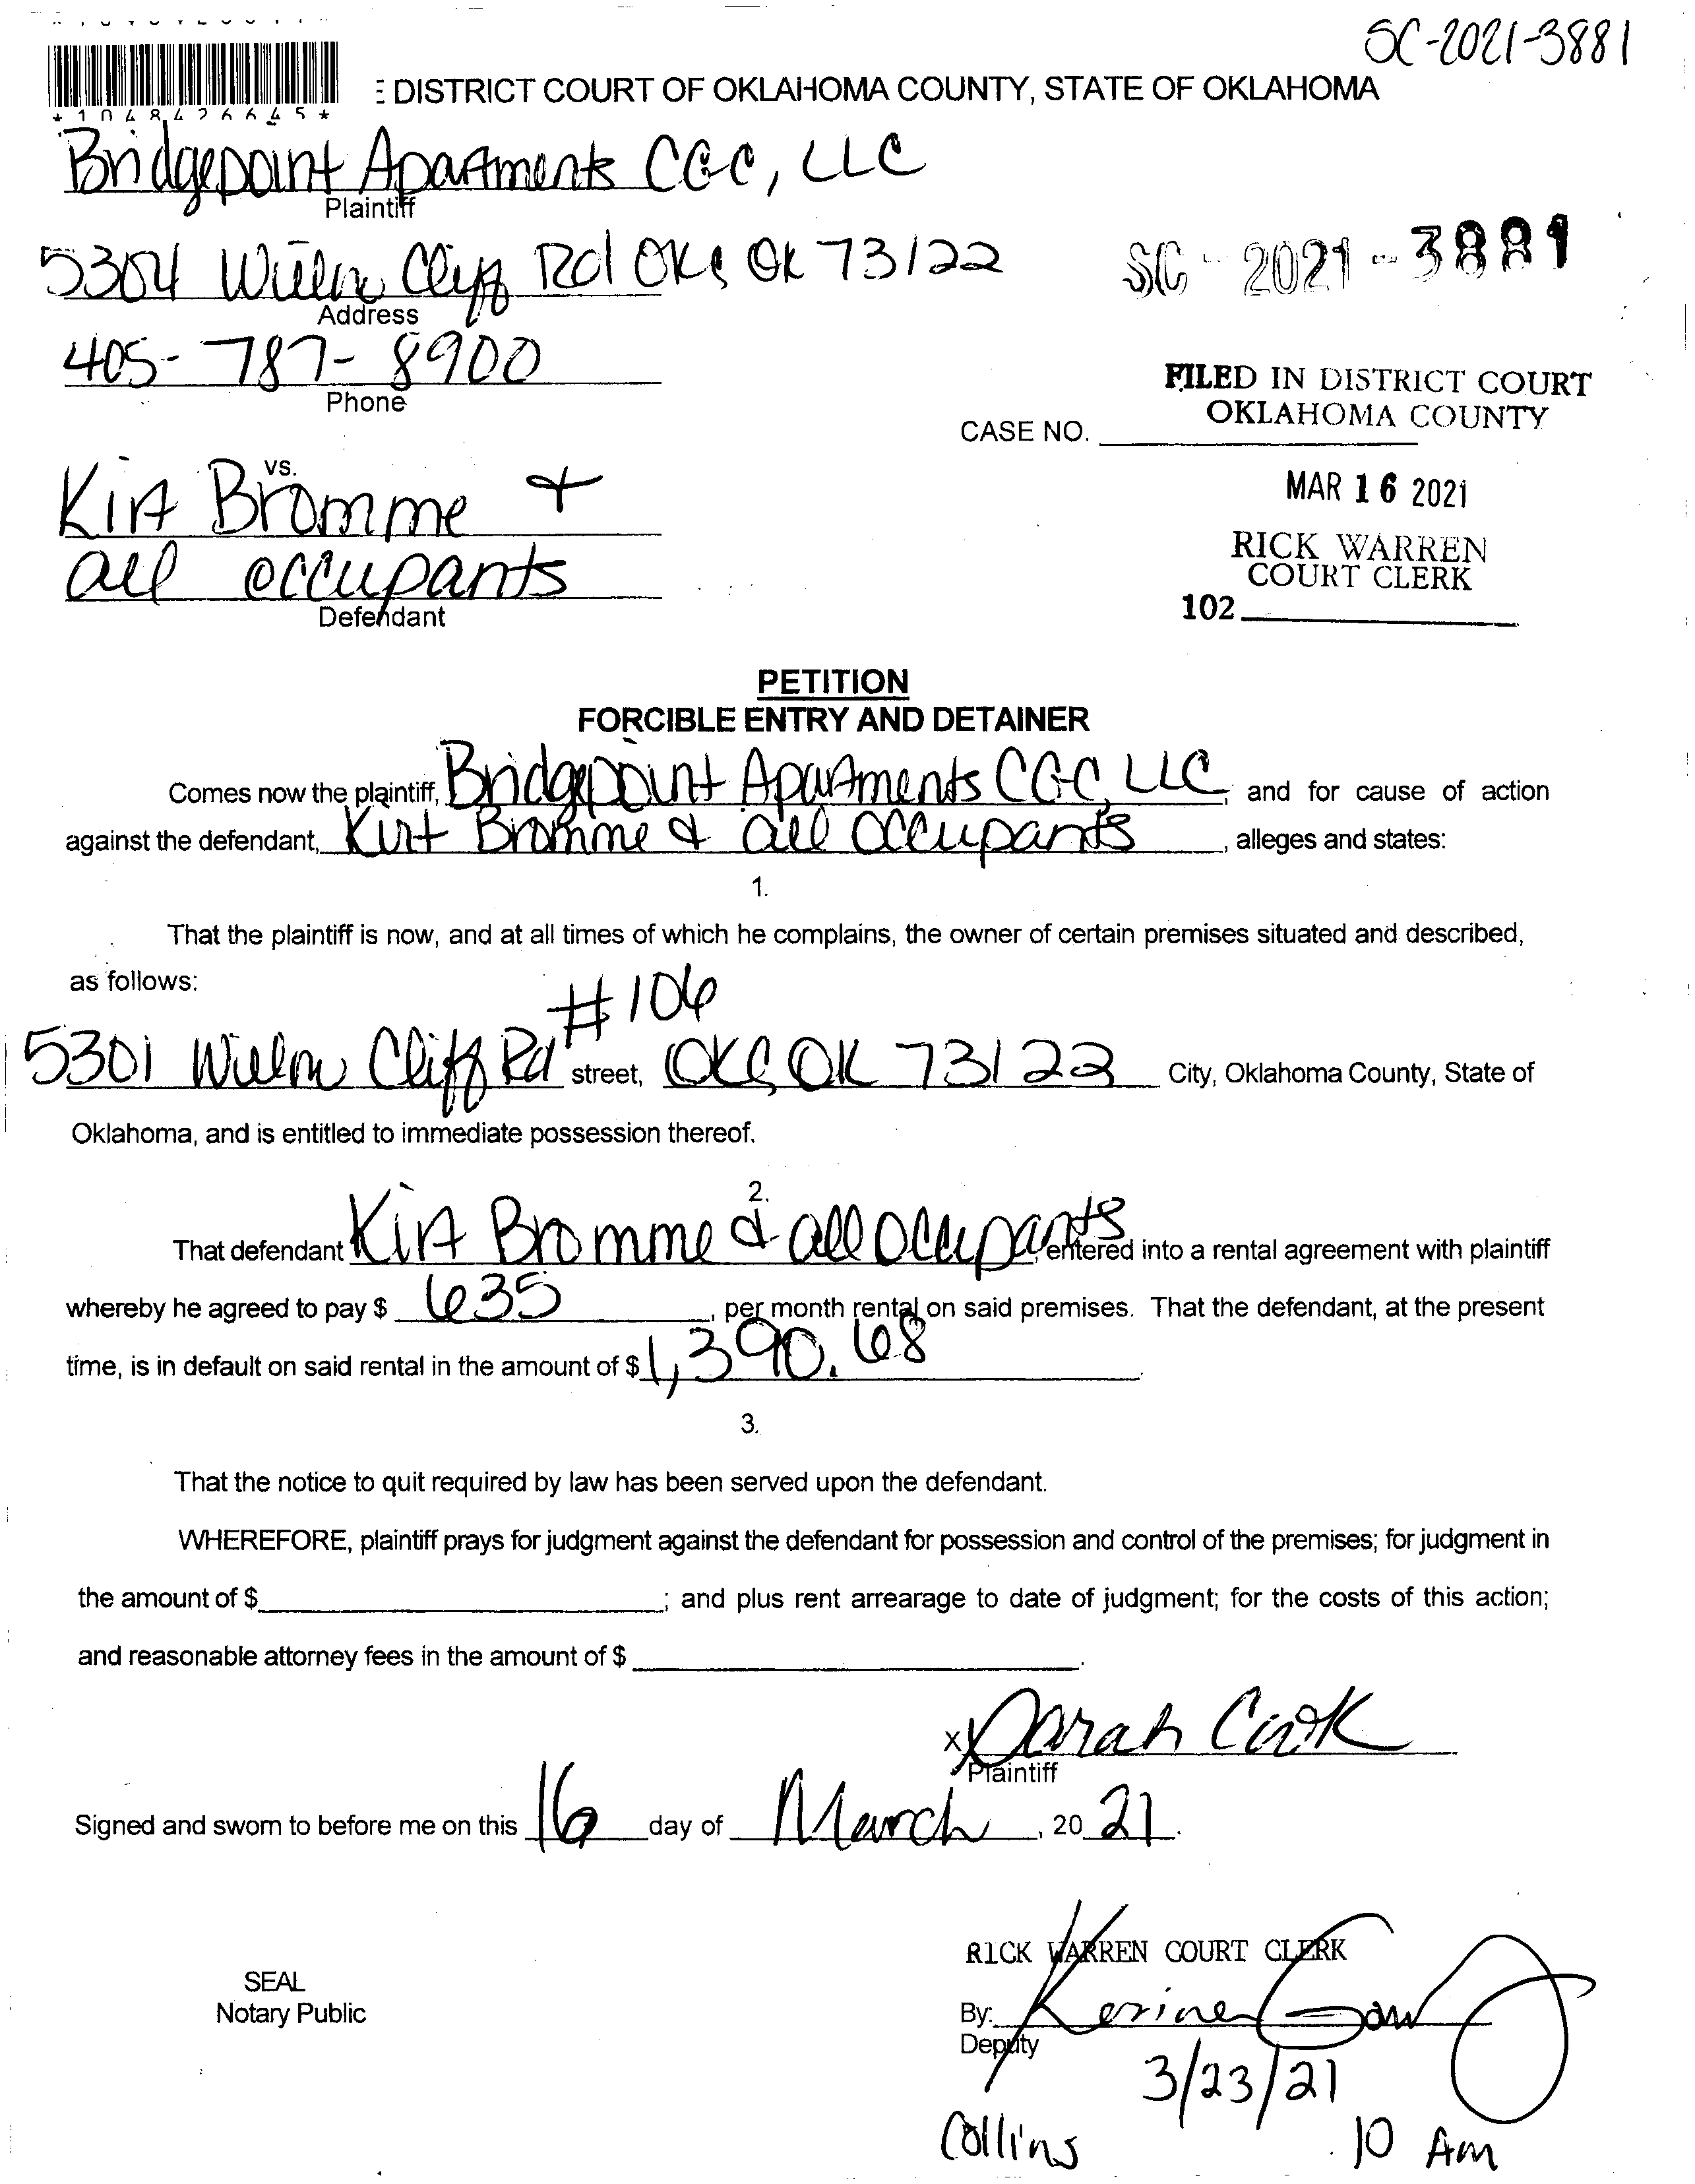 SC-2021-3881
*1048426645*
DISTRICT COURT OF OKLAHOMA COUNTY, STATE OF OKLAHOMA
Bridgepoint Apartments CGC, LLC
Plaintiff
5304 Willow Cliff Rd OKC OK 73122
SC - 2021 - 3881
Address
405-787-8900
Phone
FILED IN DISTRICT COURT
OKLAHOMA COUNTY
CASE NO.
MAR 16 2021
RICK WARREN
COURT CLERK
102
vs.
Kirt Bromme &
all occupants
Defendant
PETITION
FORCIBLE ENTRY AND DETAINER
Comes now the plaintiff, Bridgepoint Apartments CGC, LLC, and for cause of action
against the defendant, Kirt Bromme & all occupants, alleges and states:
1.
That the plaintiff is now, and at all times of which he complains, the owner of certain premises situated and described,
as follows:
#106
5301 Willow Cliff Rd street, OKC, OK 73122 City, Oklahoma County, State of
Oklahoma, and is entitled to immediate possession thereof.
2.
That defendant Kirt Bromme & all occupants, entered into a rental agreement with plaintiff
whereby he agreed to pay $ 635, per month rental on said premises. That the defendant, at the present
time, is in default on said rental in the amount of $ 1,390.68.
3.
That the notice to quit required by law has been served upon the defendant.
WHEREFORE, plaintiff prays for judgment against the defendant for possession and control of the premises; for judgment in
the amount of $ ; and plus rent arrearage to date of judgment; for the costs of this action;
and reasonable attorney fees in the amount of $ .
x Sarah Cook
Plaintiff
Signed and sworn to before me on this 16 day of March, 20 21.
RICK WARREN COURT CLERK
SEAL
Notary Public
By:
Deputy
3/23/21
Collins 10 Am